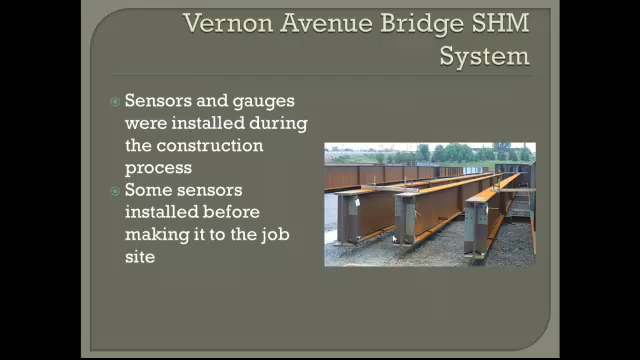 Vernon Avenue Bridge SHM
System
Sensors and gauges
were installed during
the construction
process
Some sensors
installed before
making it to the job
site